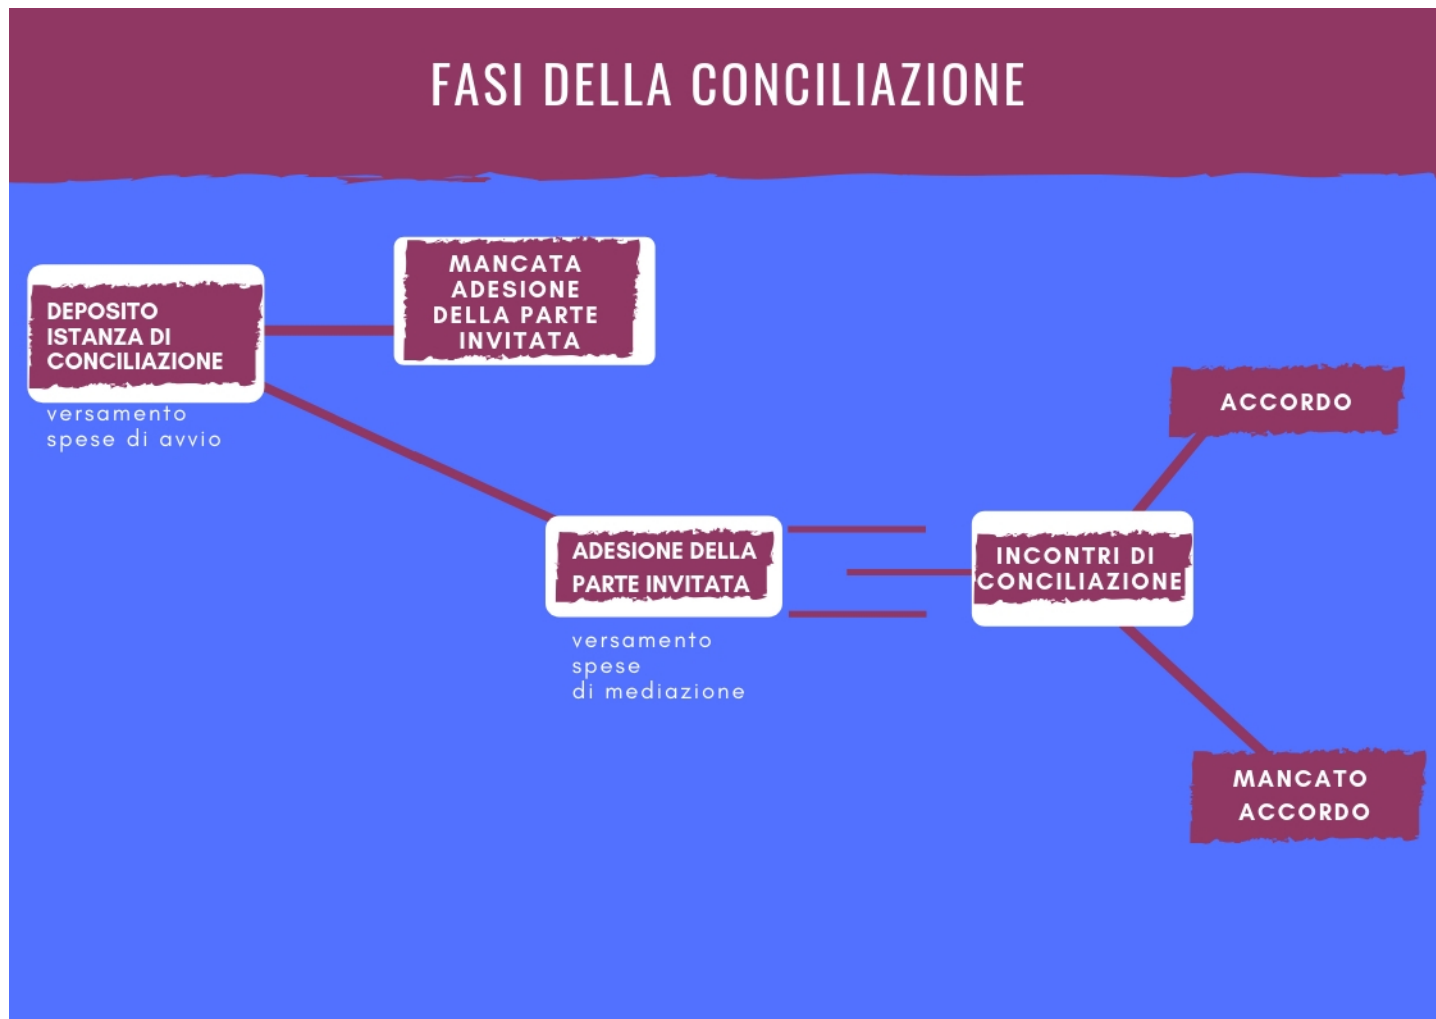 FASI DELLA CONCILIAZIONE
DEPOSITO
ISTANZA DI
CONCILIAZIONE
versamento
spese di avvio
MANCATA
ADESIONE
DELLA PARTE
INVITATA
ADESIONE DELLA
PARTE INVITATA
versamento
spese
di mediazione
INCONTRI DI
CONCILIAZIONE
ACCORDO
MANCATO
ACCORDO